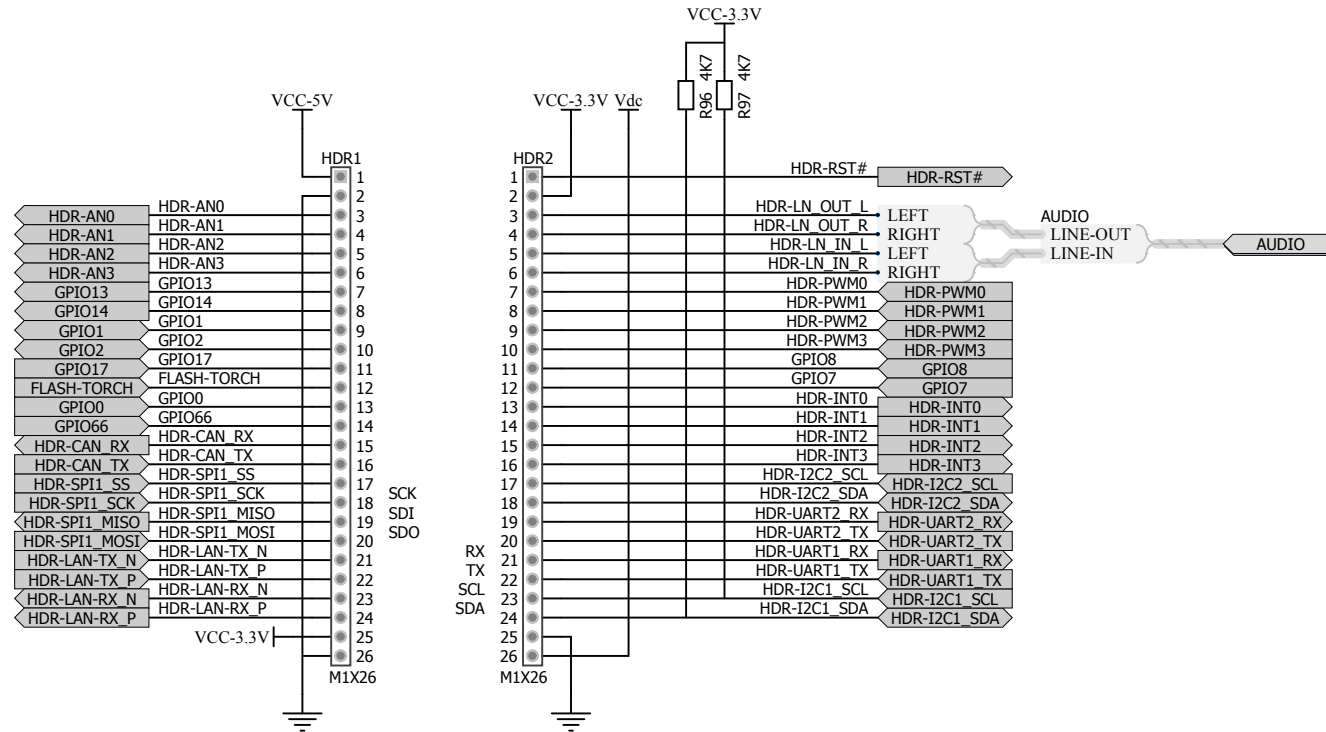 VCC-3.3V
R96 4K7
R97 4K7
VCC-5V
VCC-3.3V Vdc
HDR1
1
2
HDR-AN0 HDR-AN0 3
HDR-AN1 HDR-AN1 4
HDR-AN2 HDR-AN2 5
HDR-AN3 HDR-AN3 6
GPIO13 GPIO13 7
GPIO14 GPIO14 8
GPIO1 GPIO1 9
GPIO2 GPIO2 10
GPIO17 GPIO17 11
FLASH-TORCH FLASH-TORCH 12
GPIO0 GPIO0 13
GPIO66 GPIO66 14
HDR-CAN_RX HDR-CAN_RX 15
HDR-CAN_TX HDR-CAN_TX 16
HDR-SPI1_SS HDR-SPI1_SS 17
HDR-SPI1_SCK HDR-SPI1_SCK 18 SCK
HDR-SPI1_MISO HDR-SPI1_MISO 19 SDI
HDR-SPI1_MOSI HDR-SPI1_MOSI 20 SDO
HDR-LAN-TX_N HDR-LAN-TX_N 21
HDR-LAN-TX_P HDR-LAN-TX_P 22
HDR-LAN-RX_N HDR-LAN-RX_N 23
HDR-LAN-RX_P HDR-LAN-RX_P 24
VCC-3.3V 25
26
M1X26
HDR2
1 HDR-RST# HDR-RST#
2
3 HDR-LN_OUT_L LEFT
4 HDR-LN_OUT_R RIGHT
5 HDR-LN_IN_L LEFT
6 HDR-LN_IN_R RIGHT
AUDIO
LINE-OUT
LINE-IN
AUDIO
7 HDR-PWM0 HDR-PWM0
8 HDR-PWM1 HDR-PWM1
9 HDR-PWM2 HDR-PWM2
10 HDR-PWM3 HDR-PWM3
11 GPIO8 GPIO8
12 GPIO7 GPIO7
13 HDR-INT0 HDR-INT0
14 HDR-INT1 HDR-INT1
15 HDR-INT2 HDR-INT2
16 HDR-INT3 HDR-INT3
17 HDR-I2C2_SCL HDR-I2C2_SCL
18 HDR-I2C2_SDA HDR-I2C2_SDA
19 HDR-UART2_RX HDR-UART2_RX
20 HDR-UART2_TX HDR-UART2_TX
RX 21 HDR-UART1_RX HDR-UART1_RX
TX 22 HDR-UART1_TX HDR-UART1_TX
SCL 23 HDR-I2C1_SCL HDR-I2C1_SCL
SDA 24 HDR-I2C1_SDA HDR-I2C1_SDA
25
26
M1X26